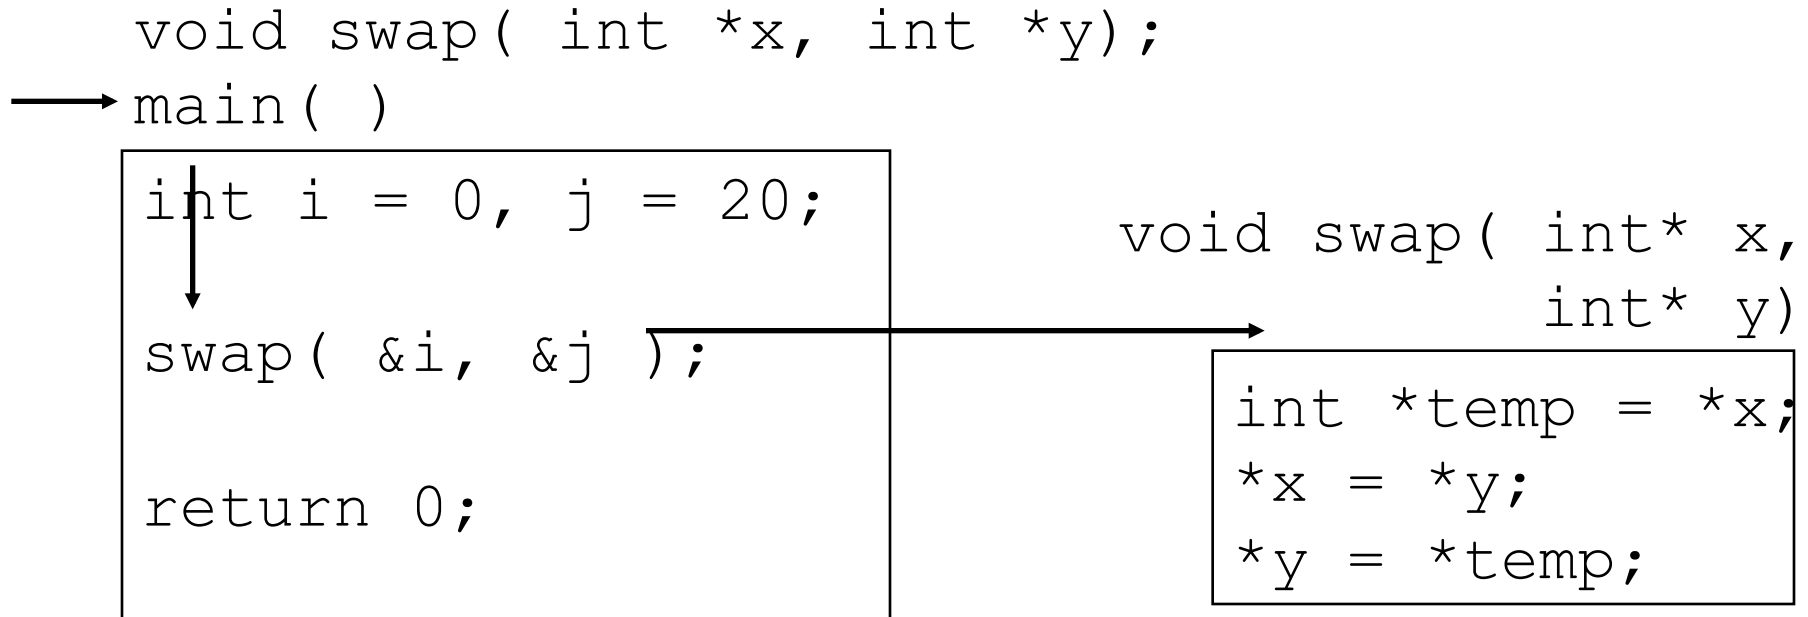 void swap( int *x, int *y);
main( )
int i = 0, j = 20;
swap( &i, &j );
return 0;
void swap( int* x,
int* y)
int *temp = *x;
*x = *y;
*y = *temp;